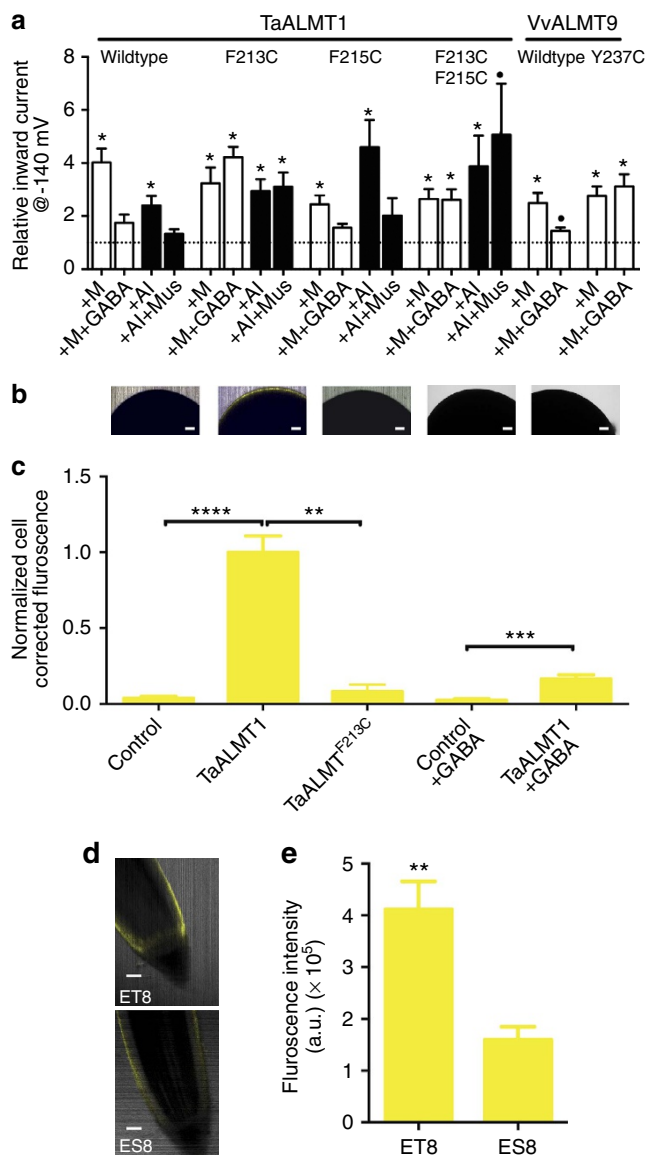 a
TaALMT1 VvALMT9
Wildtype F213C F215C F213C F215C Wildtype Y237C
Relative inward current
@ -140 mV
8
6
4
2
0
* * * * * * * * * * * * • * • * *
+M +M+GABA +Al +Al+Mus +M +M+GABA +Al +Al+Mus +M +M+GABA +Al +Al+Mus +M +M+GABA +Al +Al+Mus +M +M+GABA +M +M+GABA
b
c
Normalized cell
corrected fluroscence
1.5
1.0
0.5
0.0
**** ** ***
Control TaALMT1 TaALMT^F213C Control +GABA TaALMT1 +GABA
d
ET8
ES8
e
Fluroscence intensity
(a.u.) (× 10⁵)
5
4
3
2
1
0
**
ET8 ES8